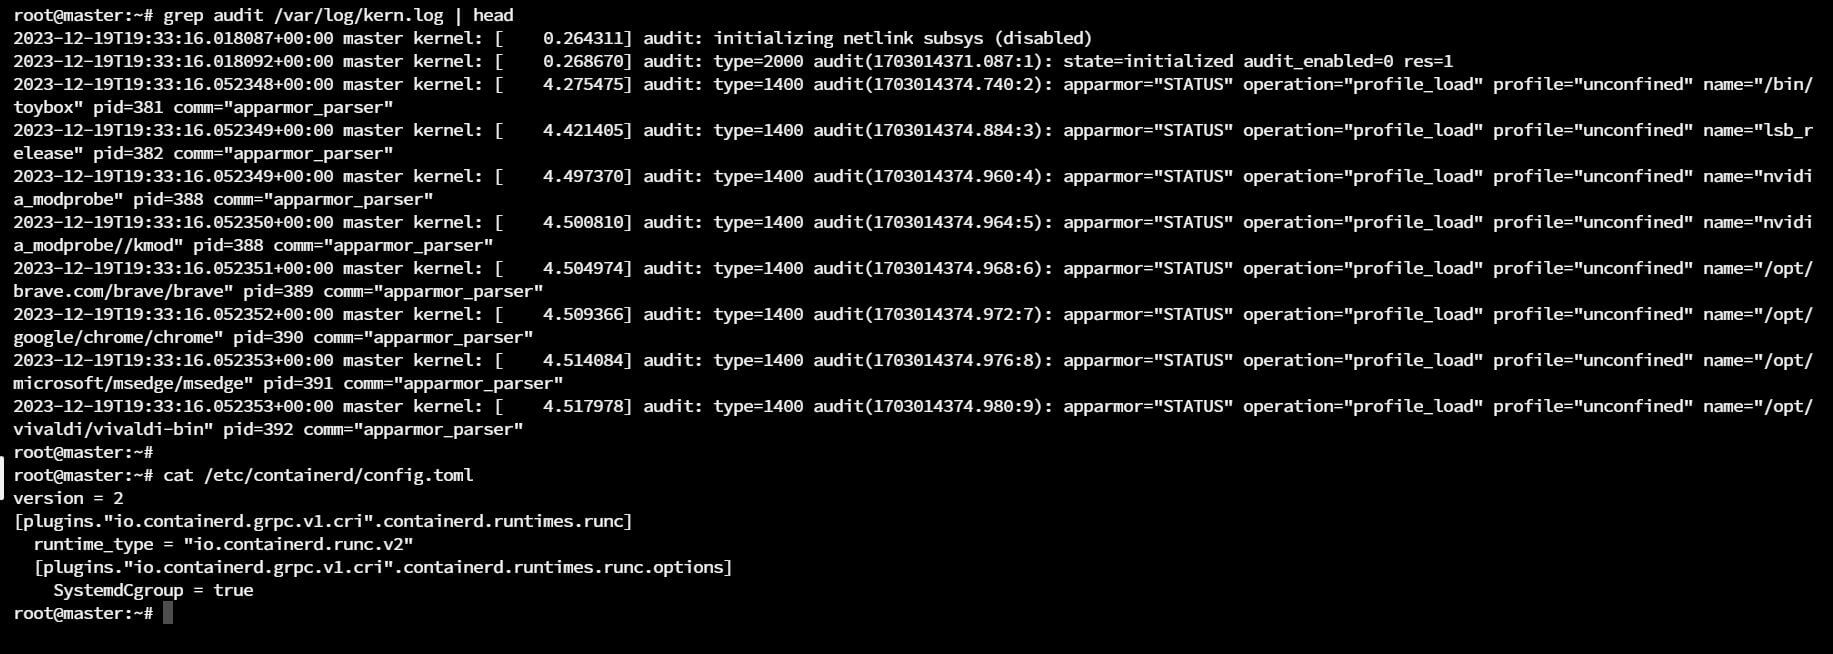 root@master:~# grep audit /var/log/kern.log | head
2023-12-19T19:33:16.018087+00:00 master kernel: [    0.264311] audit: initializing netlink subsys (disabled)
2023-12-19T19:33:16.018092+00:00 master kernel: [    0.268670] audit: type=2000 audit(1703014371.087:1): state=initialized audit_enabled=0 res=1
2023-12-19T19:33:16.052348+00:00 master kernel: [    4.275475] audit: type=1400 audit(1703014374.740:2): apparmor="STATUS" operation="profile_load" profile="unconfined" name="/bin/
toybox" pid=381 comm="apparmor_parser"
2023-12-19T19:33:16.052349+00:00 master kernel: [    4.421405] audit: type=1400 audit(1703014374.884:3): apparmor="STATUS" operation="profile_load" profile="unconfined" name="lsb_r
elease" pid=382 comm="apparmor_parser"
2023-12-19T19:33:16.052349+00:00 master kernel: [    4.497370] audit: type=1400 audit(1703014374.960:4): apparmor="STATUS" operation="profile_load" profile="unconfined" name="nvidi
a_modprobe" pid=388 comm="apparmor_parser"
2023-12-19T19:33:16.052350+00:00 master kernel: [    4.500810] audit: type=1400 audit(1703014374.964:5): apparmor="STATUS" operation="profile_load" profile="unconfined" name="nvidi
a_modprobe//kmod" pid=388 comm="apparmor_parser"
2023-12-19T19:33:16.052351+00:00 master kernel: [    4.504974] audit: type=1400 audit(1703014374.968:6): apparmor="STATUS" operation="profile_load" profile="unconfined" name="/opt/
brave.com/brave/brave" pid=389 comm="apparmor_parser"
2023-12-19T19:33:16.052352+00:00 master kernel: [    4.509366] audit: type=1400 audit(1703014374.972:7): apparmor="STATUS" operation="profile_load" profile="unconfined" name="/opt/
google/chrome/chrome" pid=390 comm="apparmor_parser"
2023-12-19T19:33:16.052353+00:00 master kernel: [    4.514084] audit: type=1400 audit(1703014374.976:8): apparmor="STATUS" operation="profile_load" profile="unconfined" name="/opt/
microsoft/msedge/msedge" pid=391 comm="apparmor_parser"
2023-12-19T19:33:16.052353+00:00 master kernel: [    4.517978] audit: type=1400 audit(1703014374.980:9): apparmor="STATUS" operation="profile_load" profile="unconfined" name="/opt/
vivaldi/vivaldi-bin" pid=392 comm="apparmor_parser"
root@master:~#
root@master:~# cat /etc/containerd/config.toml
version = 2
[plugins."io.containerd.grpc.v1.cri".containerd.runtimes.runc]
  runtime_type = "io.containerd.runc.v2"
  [plugins."io.containerd.grpc.v1.cri".containerd.runtimes.runc.options]
    SystemdCgroup = true
root@master:~#